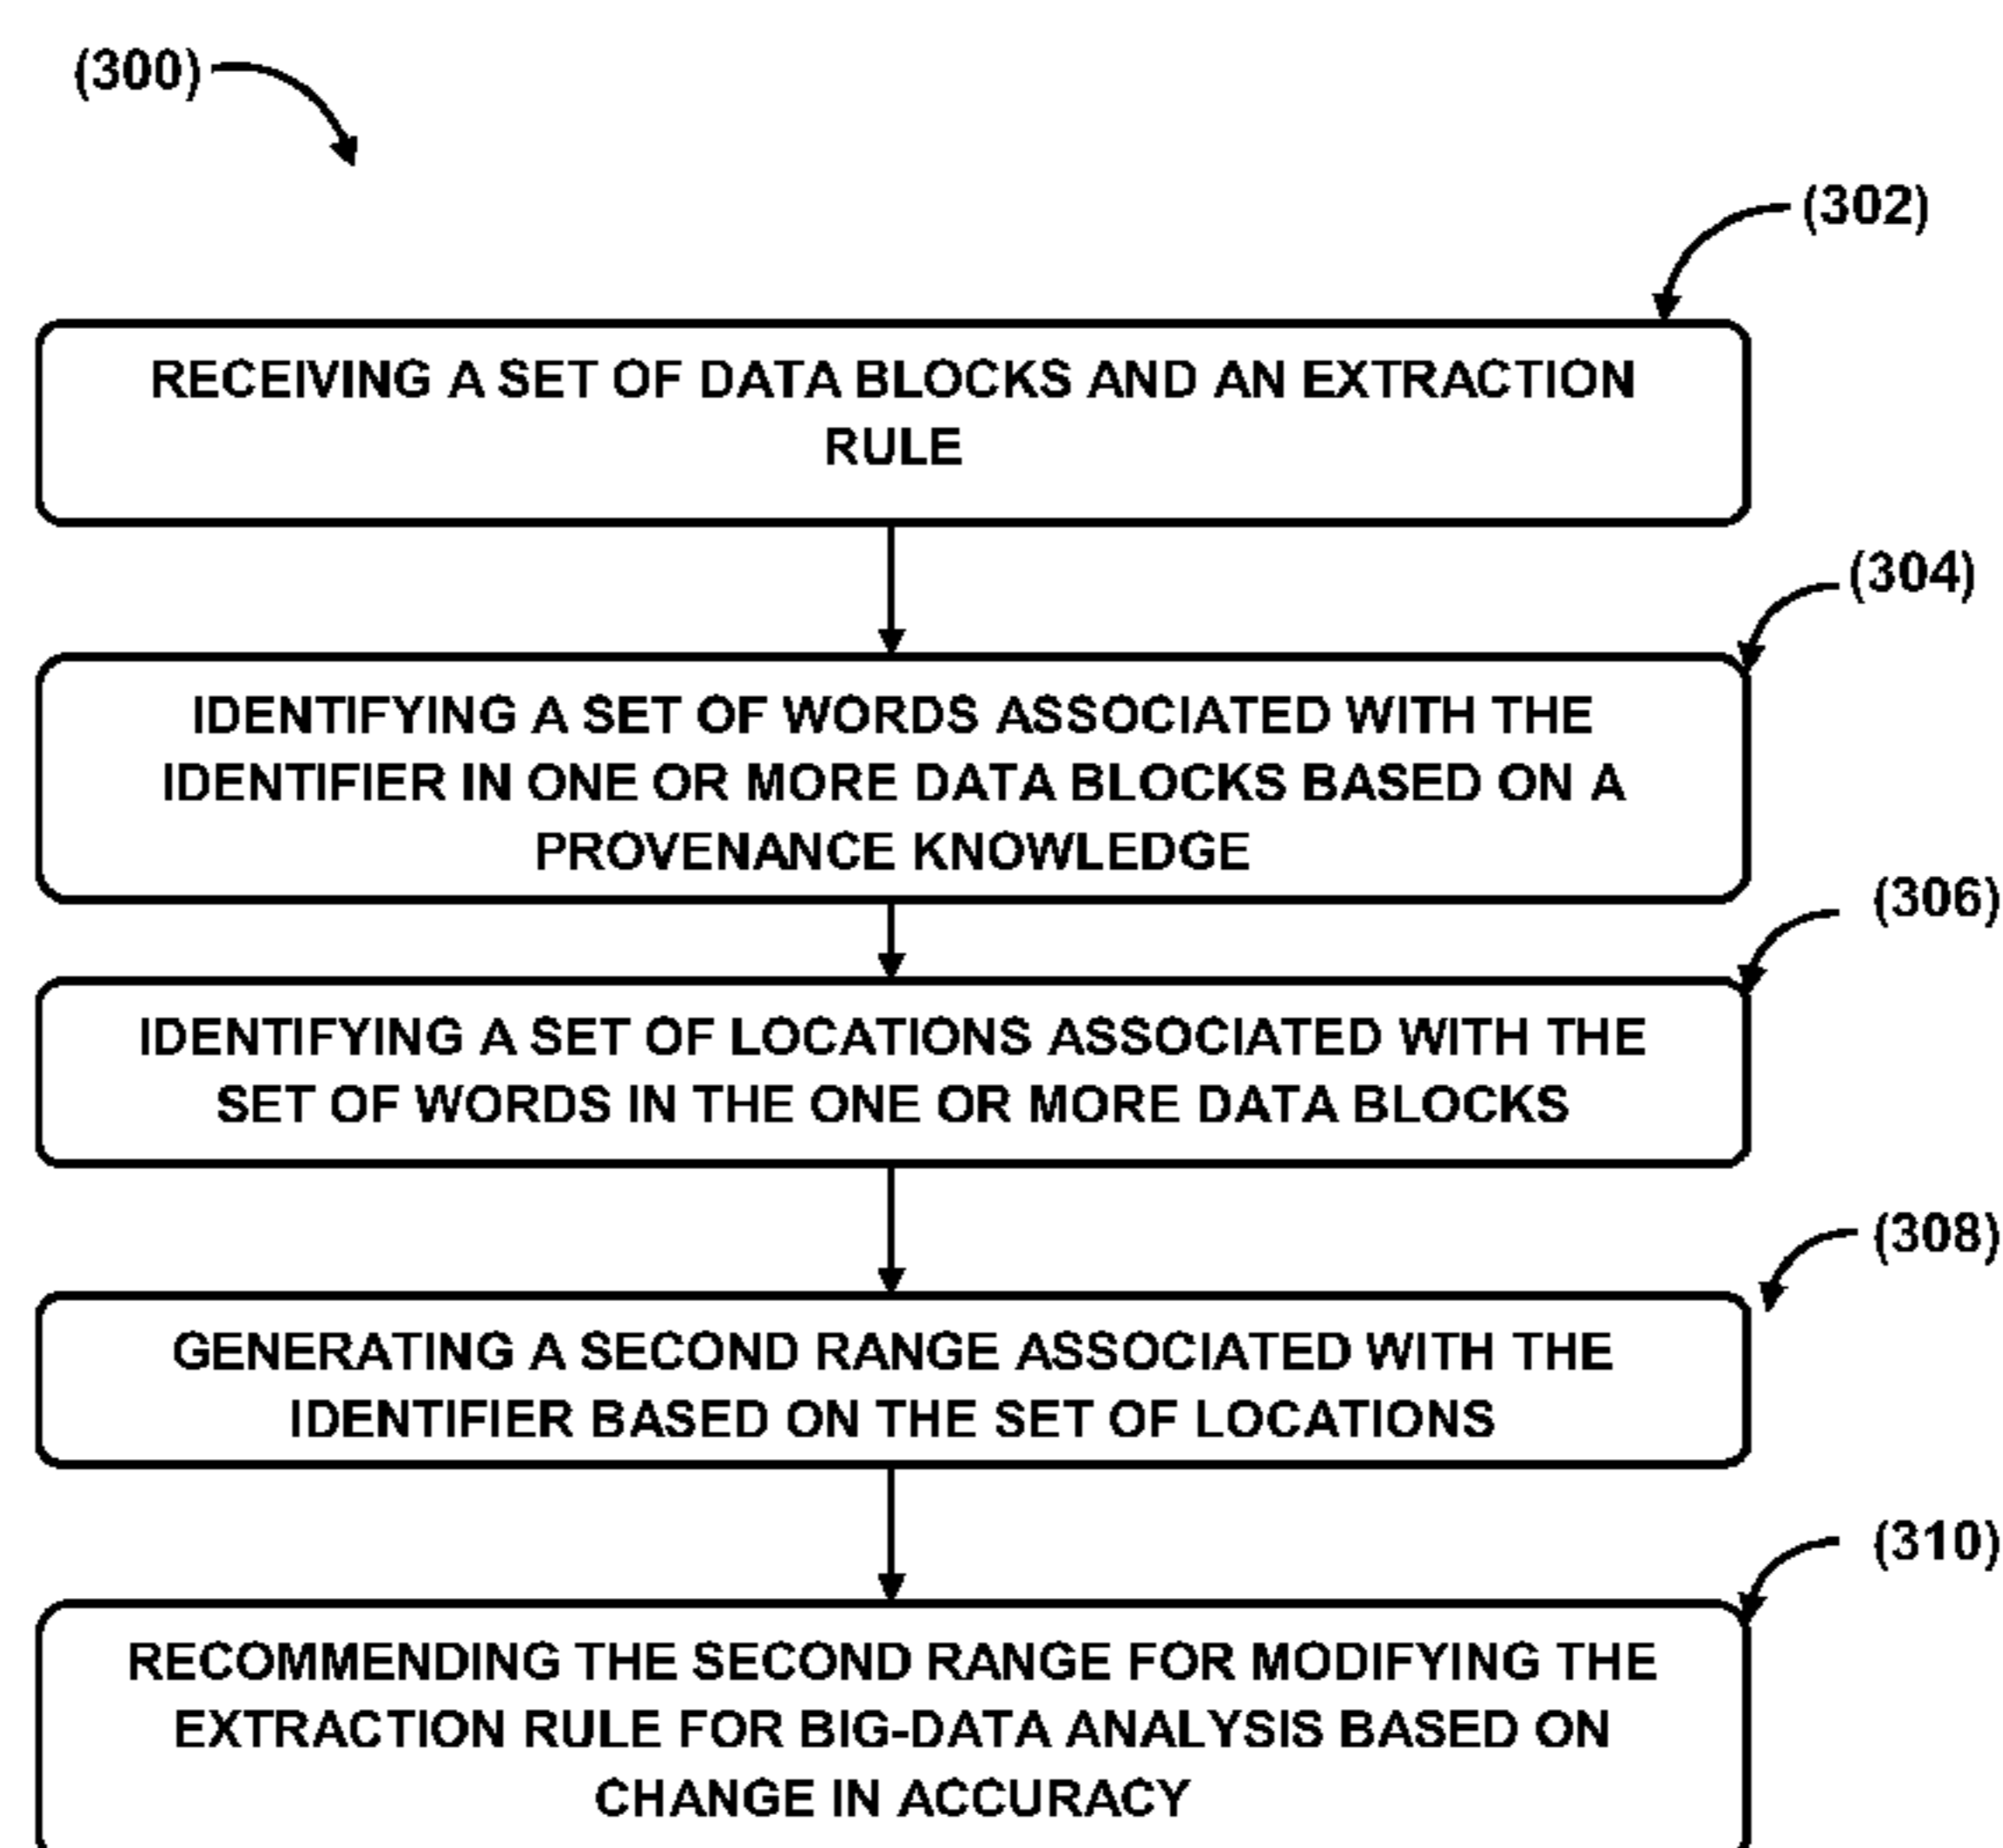 (300)
(302)
RECEIVING A SET OF DATA BLOCKS AND AN EXTRACTION
RULE
(304)
IDENTIFYING A SET OF WORDS ASSOCIATED WITH THE
IDENTIFIER IN ONE OR MORE DATA BLOCKS BASED ON A
PROVENANCE KNOWLEDGE
(306)
IDENTIFYING A SET OF LOCATIONS ASSOCIATED WITH THE
SET OF WORDS IN THE ONE OR MORE DATA BLOCKS
(308)
GENERATING A SECOND RANGE ASSOCIATED WITH THE
IDENTIFIER BASED ON THE SET OF LOCATIONS
(310)
RECOMMENDING THE SECOND RANGE FOR MODIFYING THE
EXTRACTION RULE FOR BIG-DATA ANALYSIS BASED ON
CHANGE IN ACCURACY